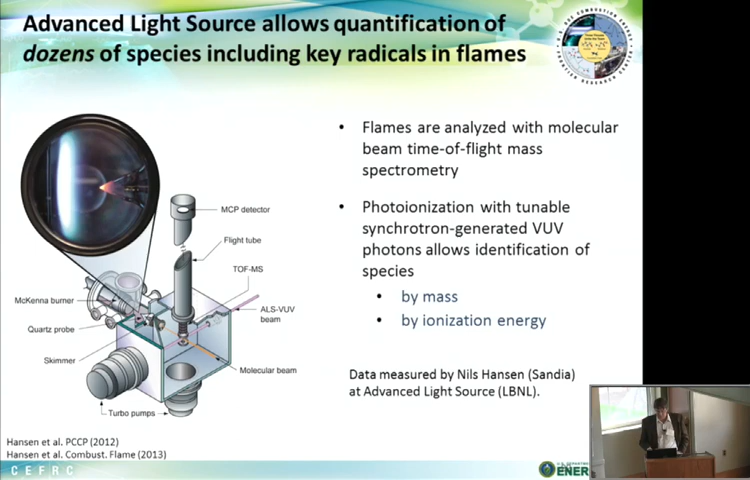 Advanced Light Source allows quantification of
dozens of species including key radicals in flames
• Flames are analyzed with molecular
beam time-of-flight mass
spectrometry
• Photoionization with tunable
synchrotron-generated VUV
photons allows identification of
species
• by mass
• by ionization energy
MCP detector
Flight tube
TOF-MS
McKenna burner
ALS-VUV
beam
Quartz probe
Skimmer
Molecular beam
Turbo pumps
Data measured by Nils Hansen (Sandia)
at Advanced Light Source (LBNL).
Hansen et al. PCCP (2012)
Hansen et al. Combust. Flame (2013)
CEFRC